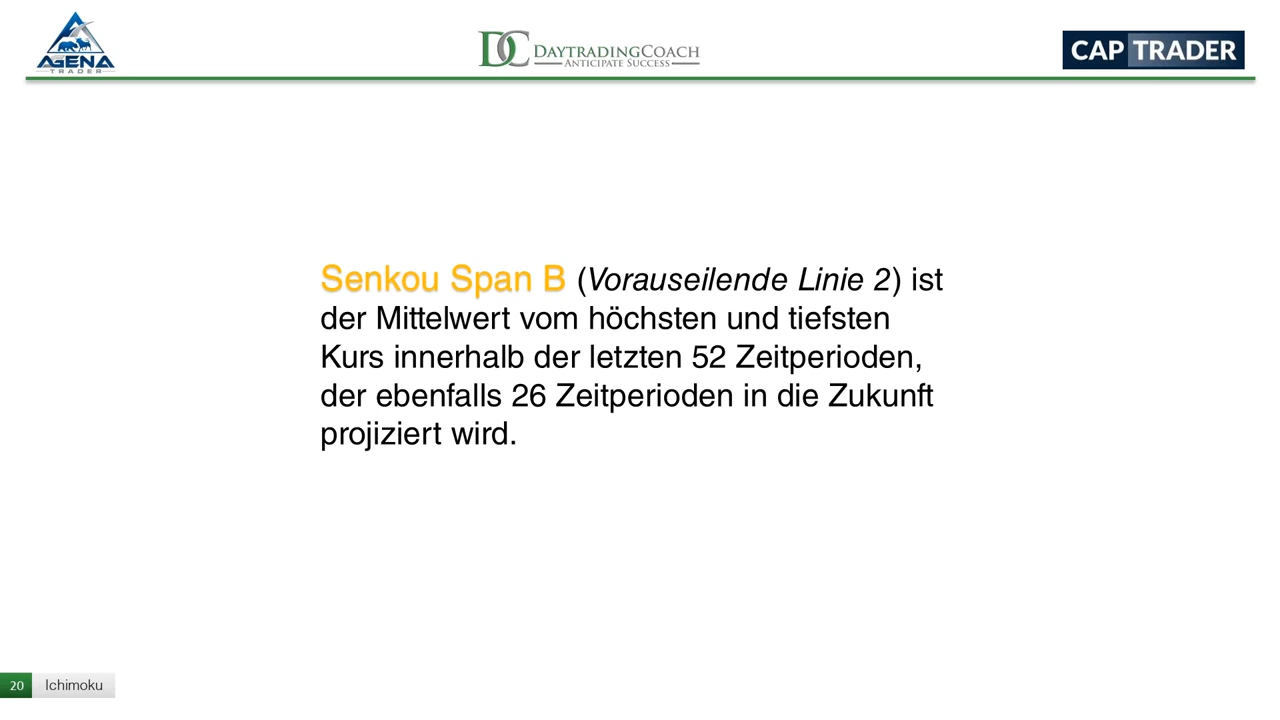 AGENA
TRADER
DC DAYTRADINGCOACH
ANTICIPATE SUCCESS
CAP TRADER
Senkou Span B (Vorauseilende Linie 2) ist
der Mittelwert vom höchsten und tiefsten
Kurs innerhalb der letzten 52 Zeitperioden,
der ebenfalls 26 Zeitperioden in die Zukunft
projiziert wird.
20 Ichimoku